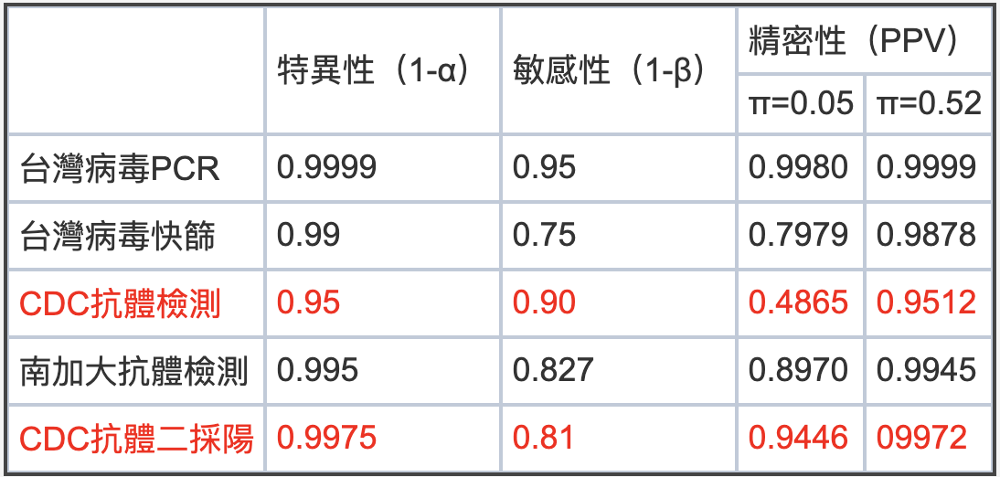 特異性（1-α） 敏感性（1-β） 精密性（PPV）
π=0.05 π=0.52
台灣病毒PCR 0.9999 0.95 0.9980 0.9999
台灣病毒快篩 0.99 0.75 0.7979 0.9878
CDC抗體檢測 0.95 0.90 0.4865 0.9512
南加大抗體檢測 0.995 0.827 0.8970 0.9945
CDC抗體二採陽 0.9975 0.81 0.9446 09972